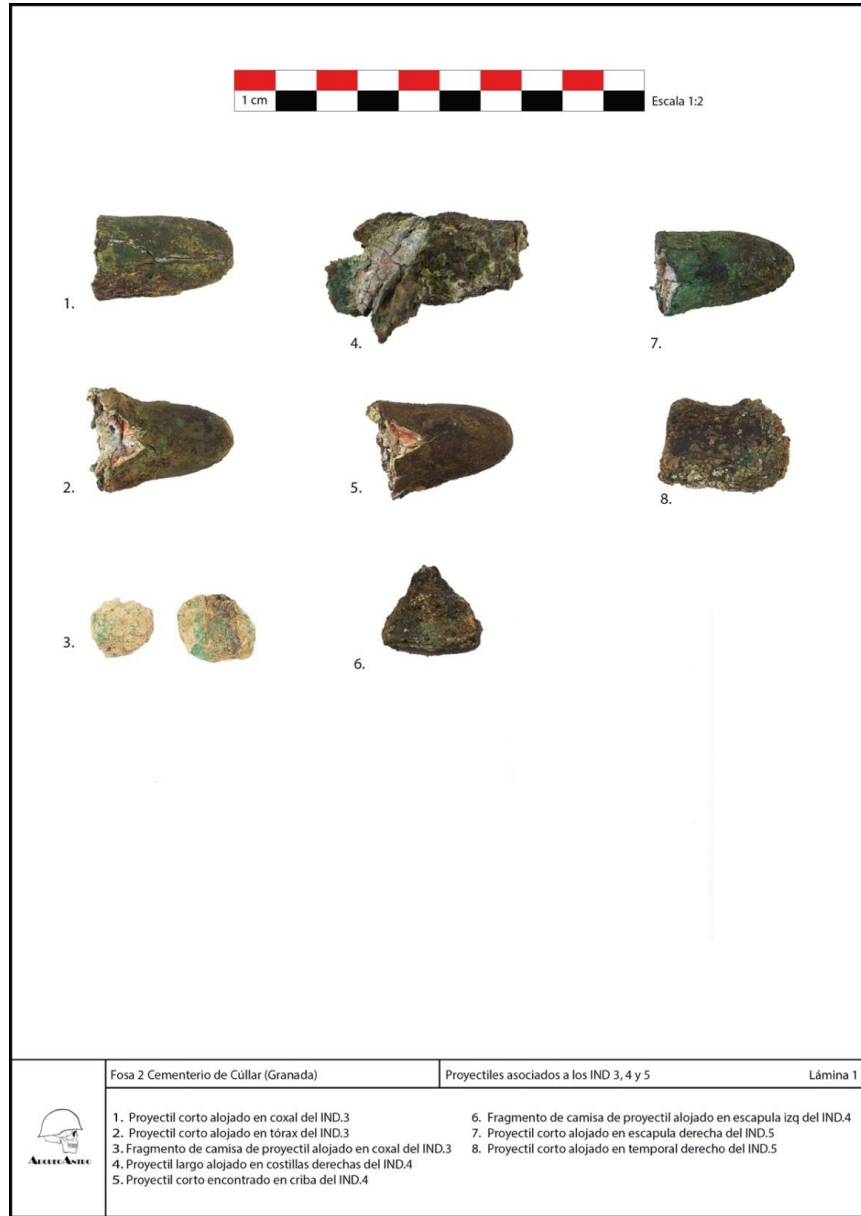 1 cm
Escala 1:2
1.
4.
7.
2.
5.
8.
3.
6.
Fosa 2 Cementerio de Cúllar (Granada)
Proyectiles asociados a los IND 3, 4 y 5
Lámina 1
1. Proyectil corto alojado en coxal del IND.3
2. Proyectil corto alojado en tórax del IND.3
3. Fragmento de camisa de proyectil alojado en coxal del IND.3
4. Proyectil largo alojado en costillas derechas del IND.4
5. Proyectil corto encontrado en criba del IND.4
6. Fragmento de camisa de proyectil alojado en escapula izq del IND.4
7. Proyectil corto alojado en escapula derecha del IND.5
8. Proyectil corto alojado en temporal derecho del IND.5
ArqueoAntro